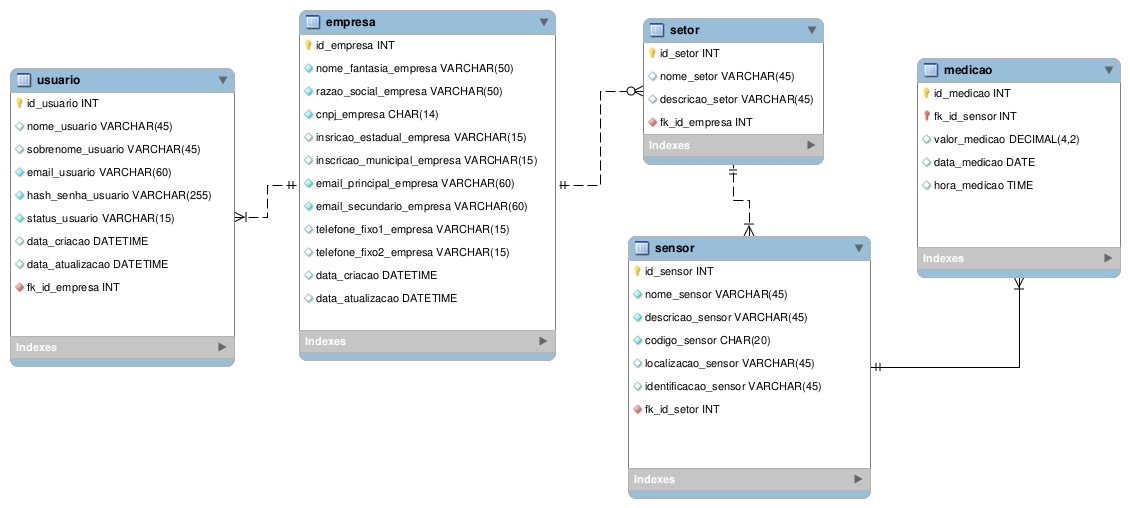 usuario
id_usuario INT
nome_usuario VARCHAR(45)
sobrenome_usuario VARCHAR(45)
email_usuario VARCHAR(60)
hash_senha_usuario VARCHAR(255)
status_usuario VARCHAR(15)
data_criacao DATETIME
data_atualizacao DATETIME
fk_id_empresa INT
Indexes
empresa
id_empresa INT
nome_fantasia_empresa VARCHAR(50)
razao_social_empresa VARCHAR(50)
cnpj_empresa CHAR(14)
insricao_estadual_empresa VARCHAR(15)
inscricao_municipal_empresa VARCHAR(15)
email_principal_empresa VARCHAR(60)
email_secundario_empresa VARCHAR(60)
telefone_fixo1_empresa VARCHAR(15)
telefone_fixo2_empresa VARCHAR(15)
data_criacao DATETIME
data_atualizacao DATETIME
Indexes
setor
id_setor INT
nome_setor VARCHAR(45)
descricao_setor VARCHAR(45)
fk_id_empresa INT
Indexes
sensor
id_sensor INT
nome_sensor VARCHAR(45)
descricao_sensor VARCHAR(45)
codigo_sensor CHAR(20)
localizacao_sensor VARCHAR(45)
identificacao_sensor VARCHAR(45)
fk_id_setor INT
Indexes
medicao
id_medicao INT
fk_id_sensor INT
valor_medicao DECIMAL(4,2)
data_medicao DATE
hora_medicao TIME
Indexes